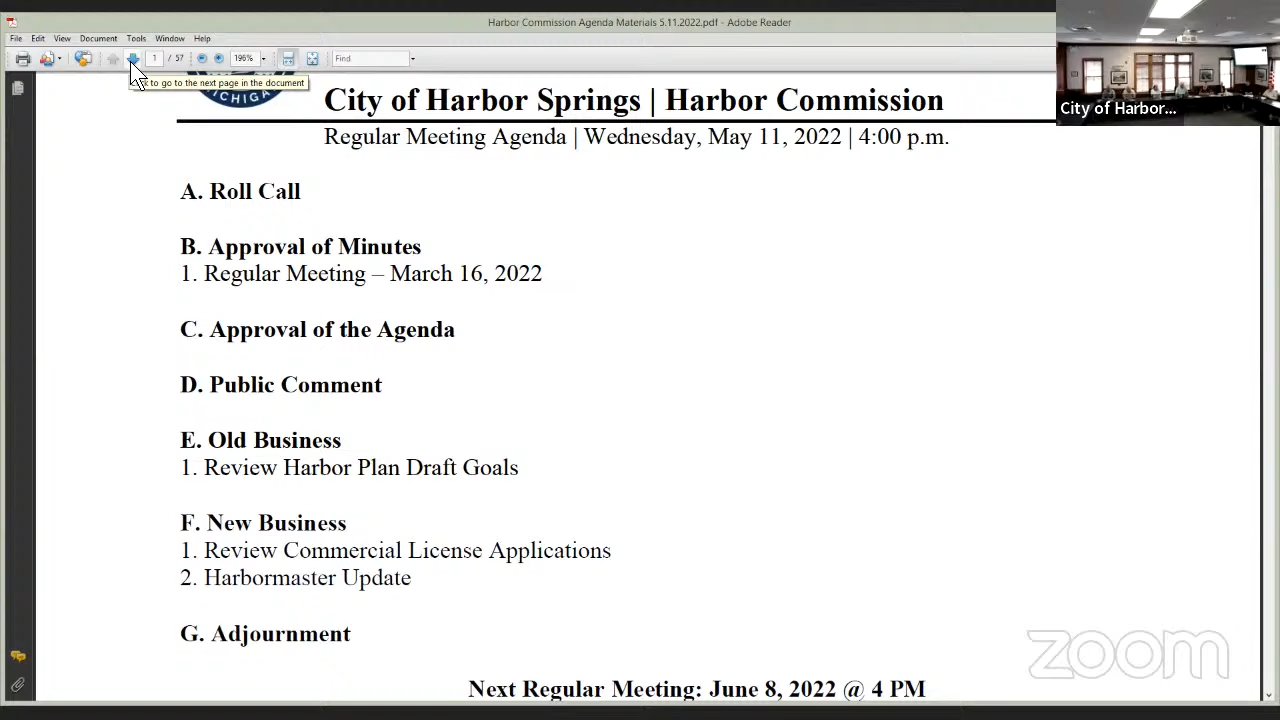 Harbor Commission Agenda Materials 5.11.2022.pdf - Adobe Reader
File Edit View Document Tools Window Help
1 / 57 196% Find
to go to the next page in the document
MICHIGAN
City of Harbor...
City of Harbor Springs | Harbor Commission
Regular Meeting Agenda | Wednesday, May 11, 2022 | 4:00 p.m.
A. Roll Call
B. Approval of Minutes
1. Regular Meeting – March 16, 2022
C. Approval of the Agenda
D. Public Comment
E. Old Business
1. Review Harbor Plan Draft Goals
F. New Business
1. Review Commercial License Applications
2. Harbormaster Update
G. Adjournment
zoom
Next Regular Meeting: June 8, 2022 @ 4 PM